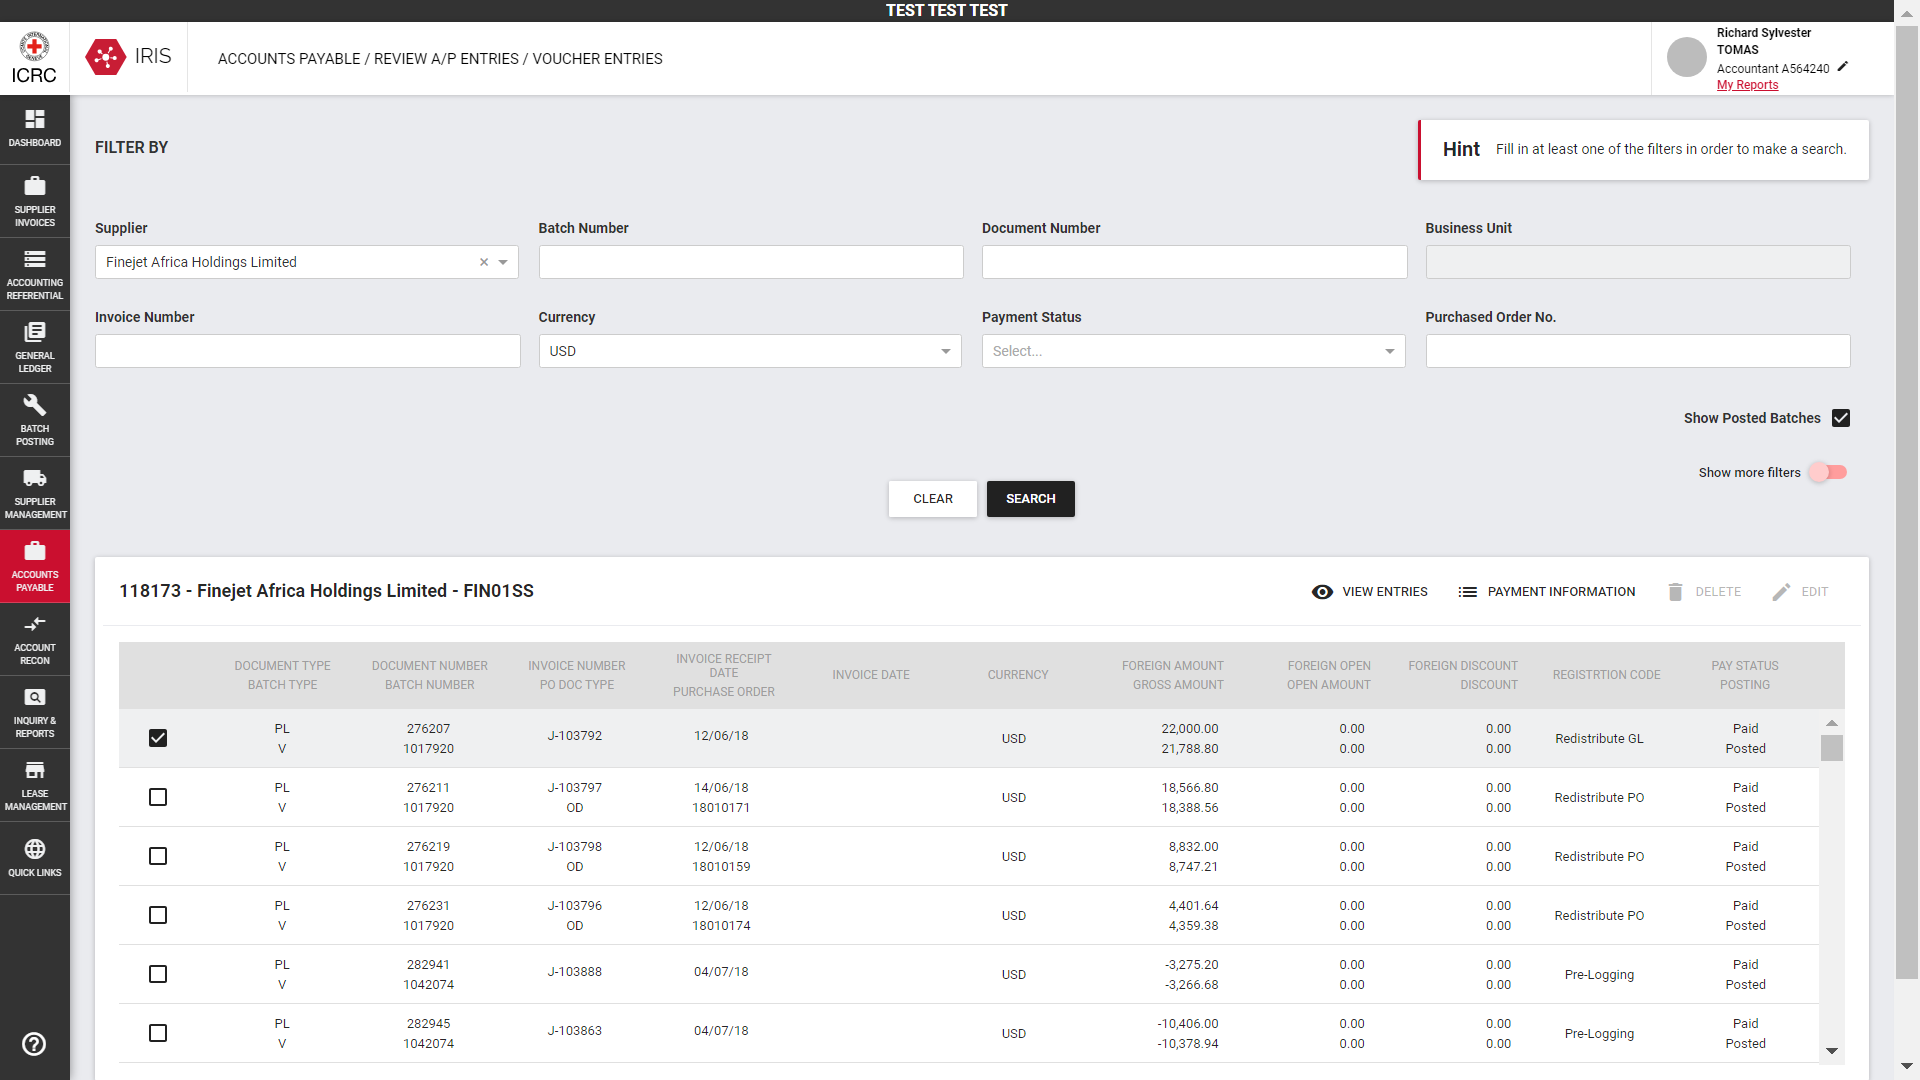 TEST TEST TEST
ICRC
IRIS
ACCOUNTS PAYABLE / REVIEW A/P ENTRIES / VOUCHER ENTRIES
Richard Sylvester
TOMAS
Accountant A564240
My Reports
DASHBOARD
SUPPLIER
INVOICES
ACCOUNTING
REFERENTIAL
GENERAL
LEDGER
BATCH
POSTING
SUPPLIER
MANAGEMENT
ACCOUNTS
PAYABLE
ACCOUNT
RECON
INQUIRY &
REPORTS
LEASE
MANAGEMENT
QUICK LINKS
FILTER BY
Hint Fill in at least one of the filters in order to make a search.
Supplier Batch Number Document Number Business Unit
Finejet Africa Holdings Limited
Invoice Number Currency Payment Status Purchased Order No.
USD Select...
Show Posted Batches
Show more filters
CLEAR SEARCH
118173 - Finejet Africa Holdings Limited - FIN01SS
VIEW ENTRIES PAYMENT INFORMATION DELETE EDIT
DOCUMENT TYPE
BATCH TYPE
DOCUMENT NUMBER
BATCH NUMBER
INVOICE NUMBER
PO DOC TYPE
INVOICE RECEIPT
DATE
PURCHASE ORDER
INVOICE DATE
CURRENCY
FOREIGN AMOUNT
GROSS AMOUNT
FOREIGN OPEN
OPEN AMOUNT
FOREIGN DISCOUNT
DISCOUNT
REGISTRTION CODE
PAY STATUS
POSTING
PL 276207 J-103792 12/06/18 USD 22,000.00 0.00 0.00 Redistribute GL Paid
V 1017920 21,788.80 0.00 0.00 Posted
PL 276211 J-103797 14/06/18 USD 18,566.80 0.00 0.00 Redistribute PO Paid
V 1017920 OD 18010171 18,388.56 0.00 0.00 Posted
PL 276219 J-103798 12/06/18 USD 8,832.00 0.00 0.00 Redistribute PO Paid
V 1017920 OD 18010159 8,747.21 0.00 0.00 Posted
PL 276231 J-103796 12/06/18 USD 4,401.64 0.00 0.00 Redistribute PO Paid
V 1017920 OD 18010174 4,359.38 0.00 0.00 Posted
PL 282941 J-103888 04/07/18 USD -3,275.20 0.00 0.00 Pre-Logging Paid
V 1042074 -3,266.68 0.00 0.00 Posted
PL 282945 J-103863 04/07/18 USD -10,406.00 0.00 0.00 Pre-Logging Paid
V 1042074 -10,378.94 0.00 0.00 Posted